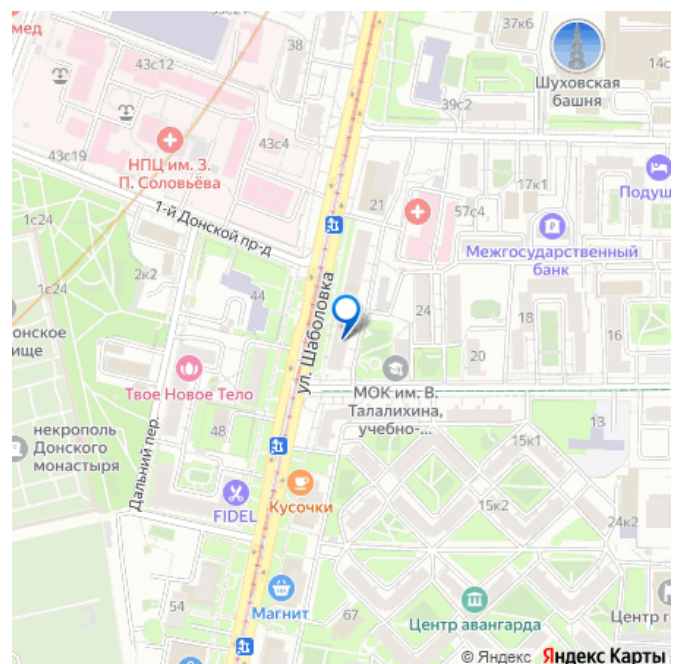 мед
37к6
38
14с
43с12
Шуховская
башня
39с2
43с4
43с19
НПЦ им. З.
П. Соловьёва
17к1
Подуш
21
57с4
1с24
1-й Донской пр-д
Межгосударственный
банк
2к2
1с24
44
ул. Шаболовка
24
18
16
онское
ище
20
Твое Новое Тело
МОК им. В.
Талалихина,
учебно-...
Дальний пер.
13
некрополь
Донского
монастыря
48
15к1
FIDEL
Кусочки
15к2
24к2
54
Магнит
67
Центр авангарда
Центр г
© Яндекс Яндекс Карты